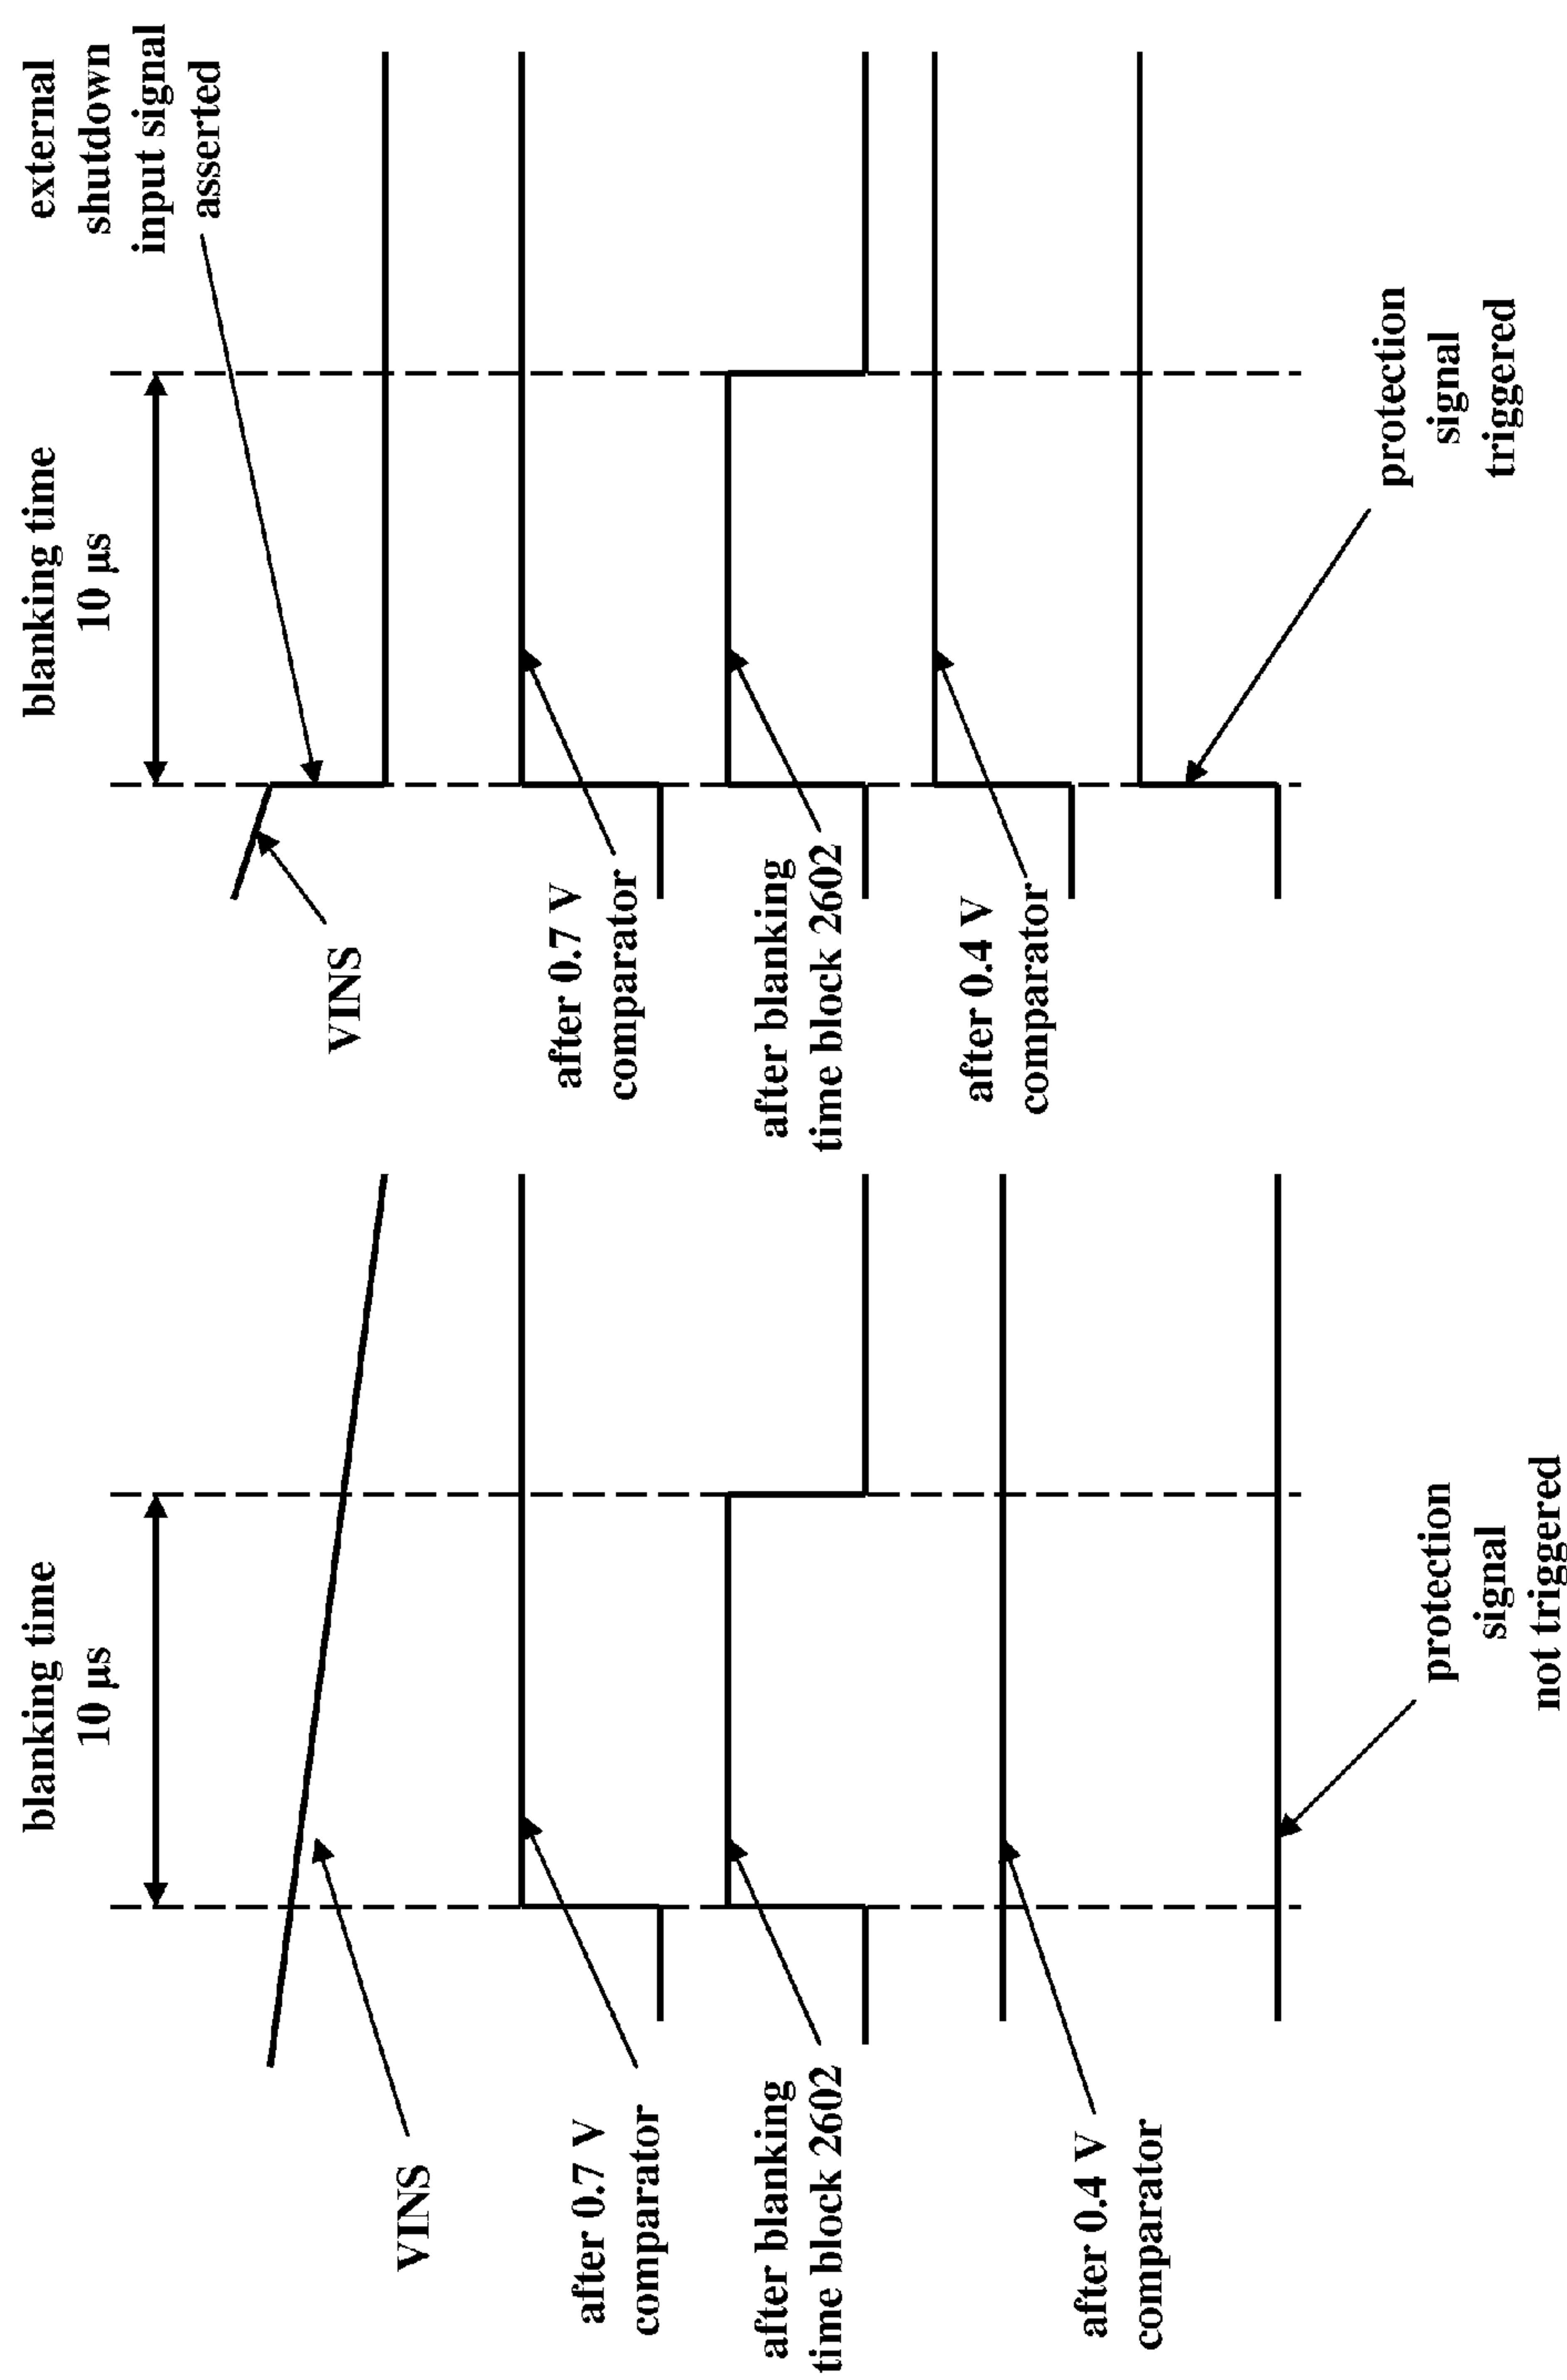 blanking time
10 µs
VINS
after 0.7 V
comparator
after blanking
time block 2602
after 0.4 V
comparator
protection
signal
not triggered
blanking time
10 µs
external
shutdown
input signal
asserted
VINS
after 0.7 V
comparator
after blanking
time block 2602
after 0.4 V
comparator
protection
signal
triggered